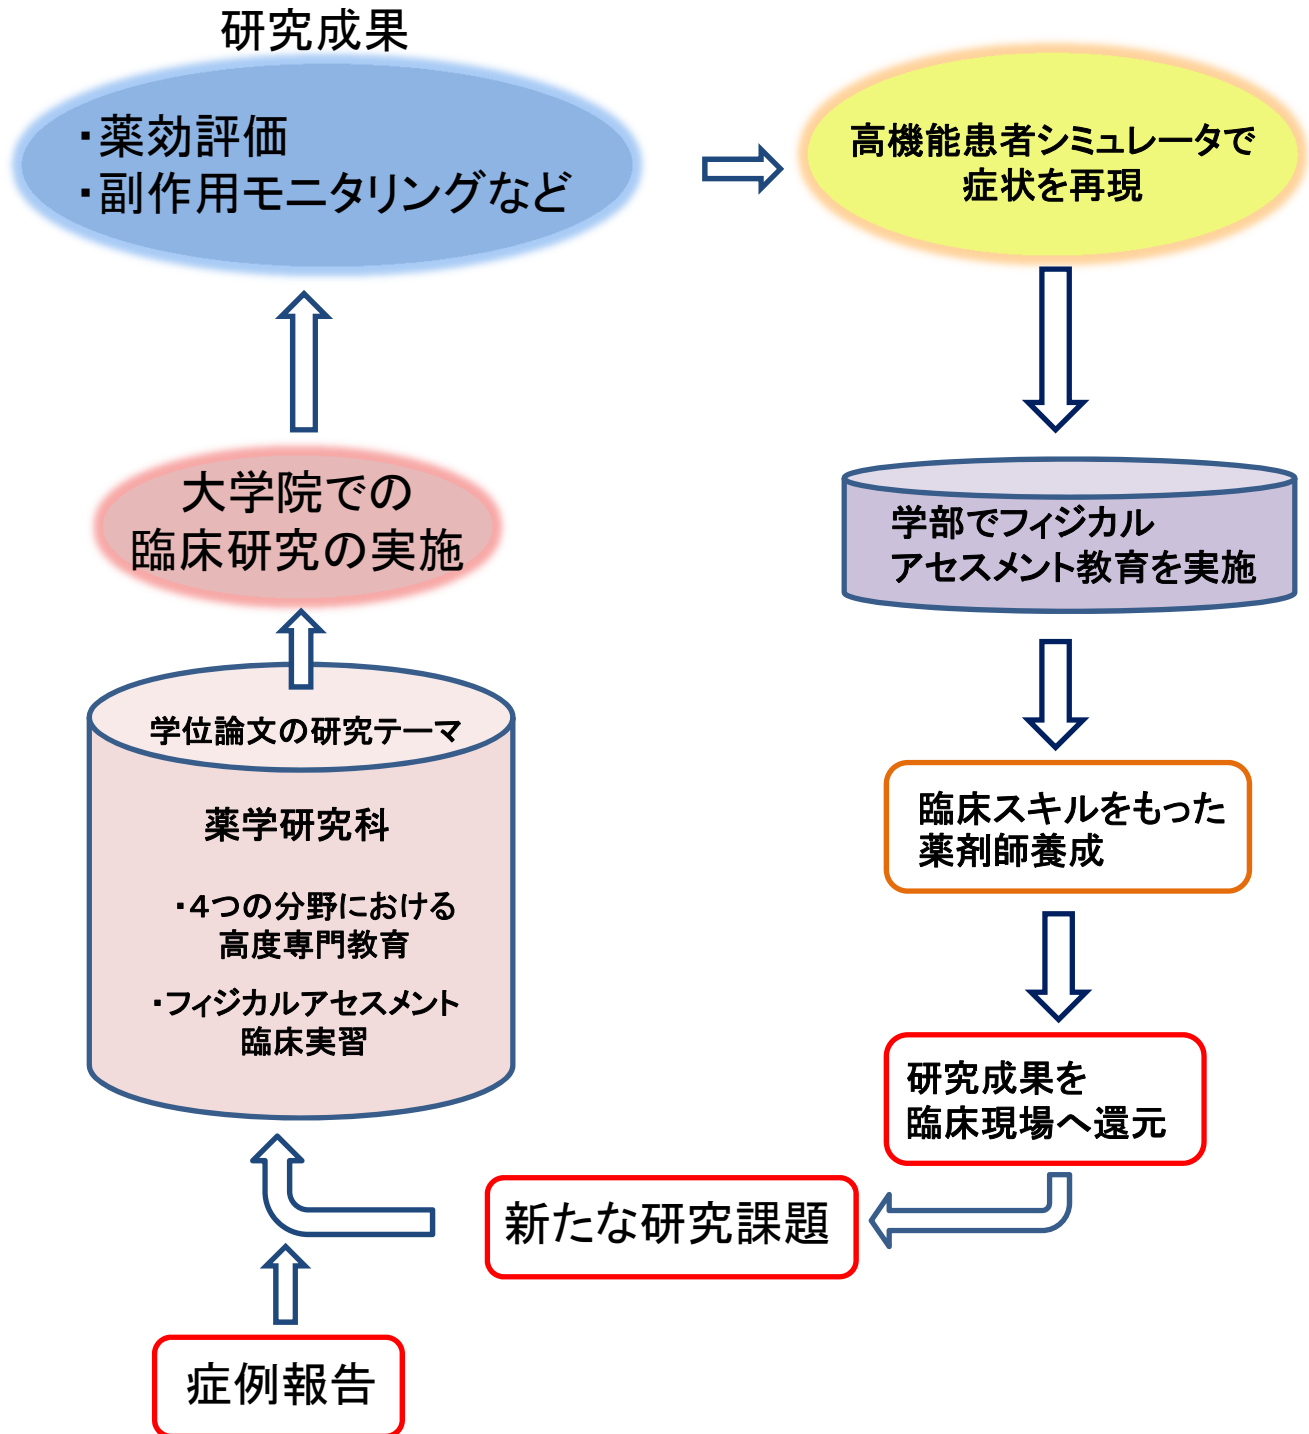 研究成果
・薬効評価
・副作用モニタリングなど
高機能患者シミュレータで
症状を再現
大学院での
臨床研究の実施
学部でフィジカル
アセスメント教育を実施
学位論文の研究テーマ
薬学研究科
・4つの分野における
高度専門教育
・フィジカルアセスメント
臨床実習
臨床スキルをもった
薬剤師養成
研究成果を
臨床現場へ還元
新たな研究課題
症例報告